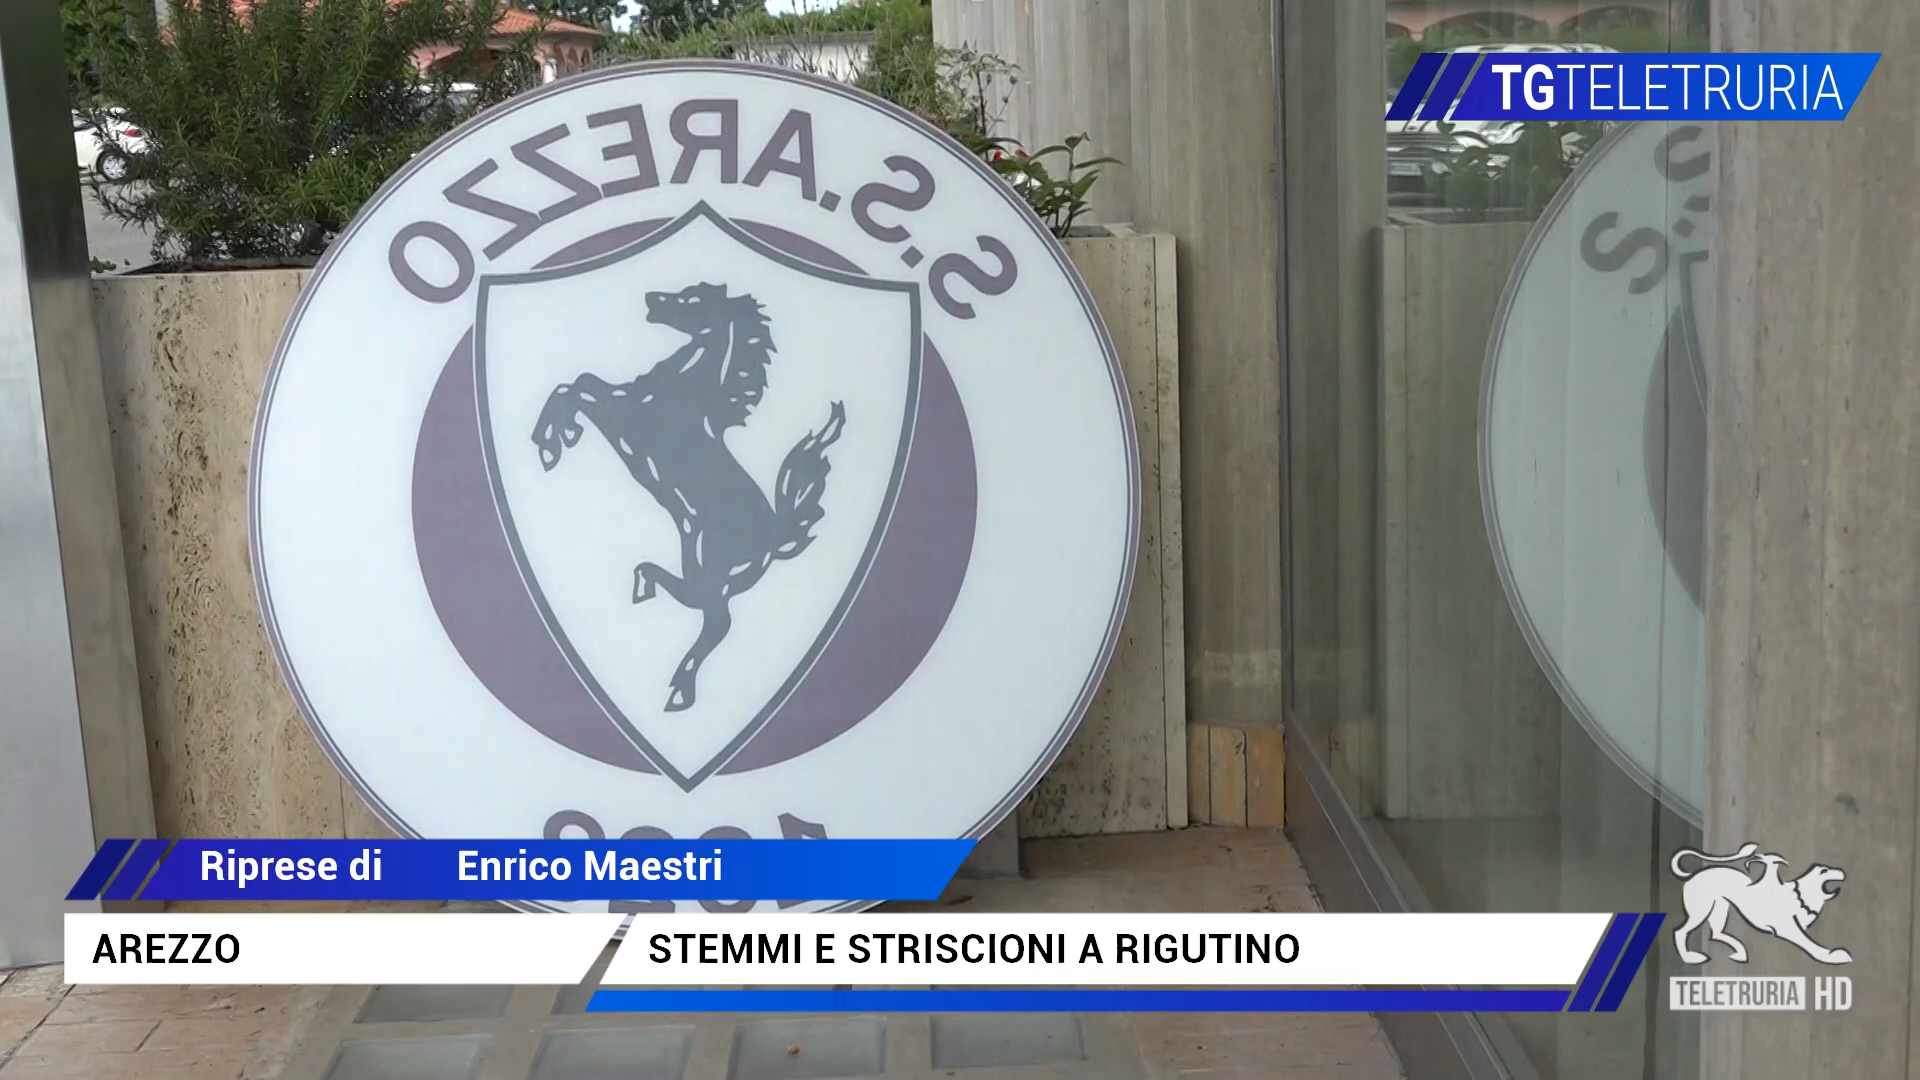 TGTELETRURIA
S.S.AREZZO
Riprese di Enrico Maestri
AREZZO
STEMMI E STRISCIONI A RIGUTINO
TELETRURIA HD